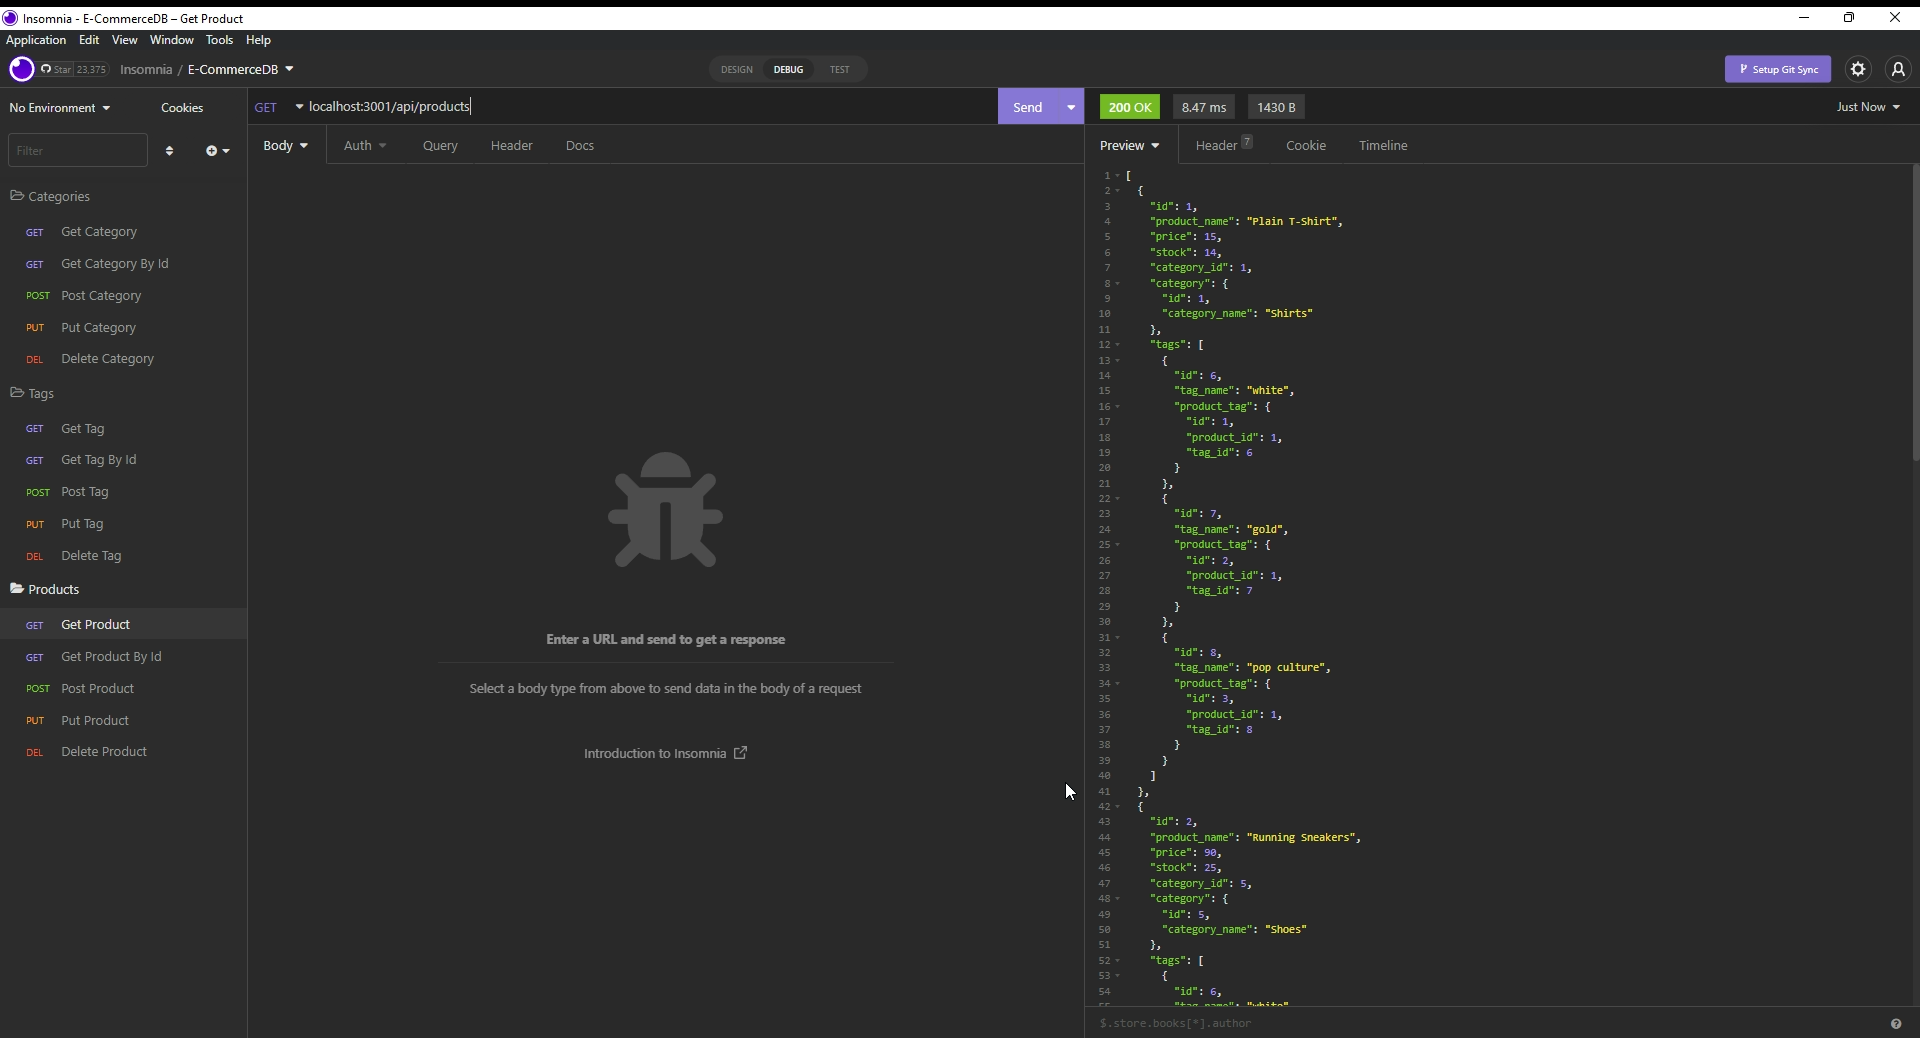 Insomnia - E-CommerceDB – Get Product
Application Edit View Window Tools Help
Star 23,375 Insomnia / E-CommerceDB
DESIGN DEBUG TEST
Setup Git Sync
No Environment Cookies
GET localhost:3001/api/products
Send
200 OK 8.47 ms 1430 B
Just Now
Filter
Body Auth Query Header Docs
Preview Header 7 Cookie Timeline
Categories
GET Get Category
GET Get Category By Id
POST Post Category
PUT Put Category
DEL Delete Category
Tags
GET Get Tag
GET Get Tag By Id
POST Post Tag
PUT Put Tag
DEL Delete Tag
Products
GET Get Product
GET Get Product By Id
POST Post Product
PUT Put Product
DEL Delete Product
Enter a URL and send to get a response
Select a body type from above to send data in the body of a request
Introduction to Insomnia
1 [
2 {
3 "id": 1,
4 "product_name": "Plain T-Shirt",
5 "price": 15,
6 "stock": 14,
7 "category_id": 1,
8 "category": {
9 "id": 1,
10 "category_name": "Shirts"
11 },
12 "tags": [
13 {
14 "id": 6,
15 "tag_name": "white",
16 "product_tag": {
17 "id": 1,
18 "product_id": 1,
19 "tag_id": 6
20 }
21 },
22 {
23 "id": 7,
24 "tag_name": "gold",
25 "product_tag": {
26 "id": 2,
27 "product_id": 1,
28 "tag_id": 7
29 }
30 },
31 {
32 "id": 8,
33 "tag_name": "pop culture",
34 "product_tag": {
35 "id": 3,
36 "product_id": 1,
37 "tag_id": 8
38 }
39 }
40 ]
41 },
42 {
43 "id": 2,
44 "product_name": "Running Sneakers",
45 "price": 90,
46 "stock": 25,
47 "category_id": 5,
48 "category": {
49 "id": 5,
50 "category_name": "Shoes"
51 },
52 "tags": [
53 {
54 "id": 6,
55 "tag_name": "white"
$.store.books[*].author